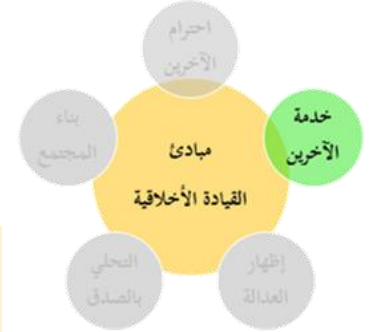 احترام
الآخرين
خدمة
الآخرين
بناء
المجتمع
مبادئ
القيادة الأخلاقية
إظهار
العدالة
التحلي
بالصدق